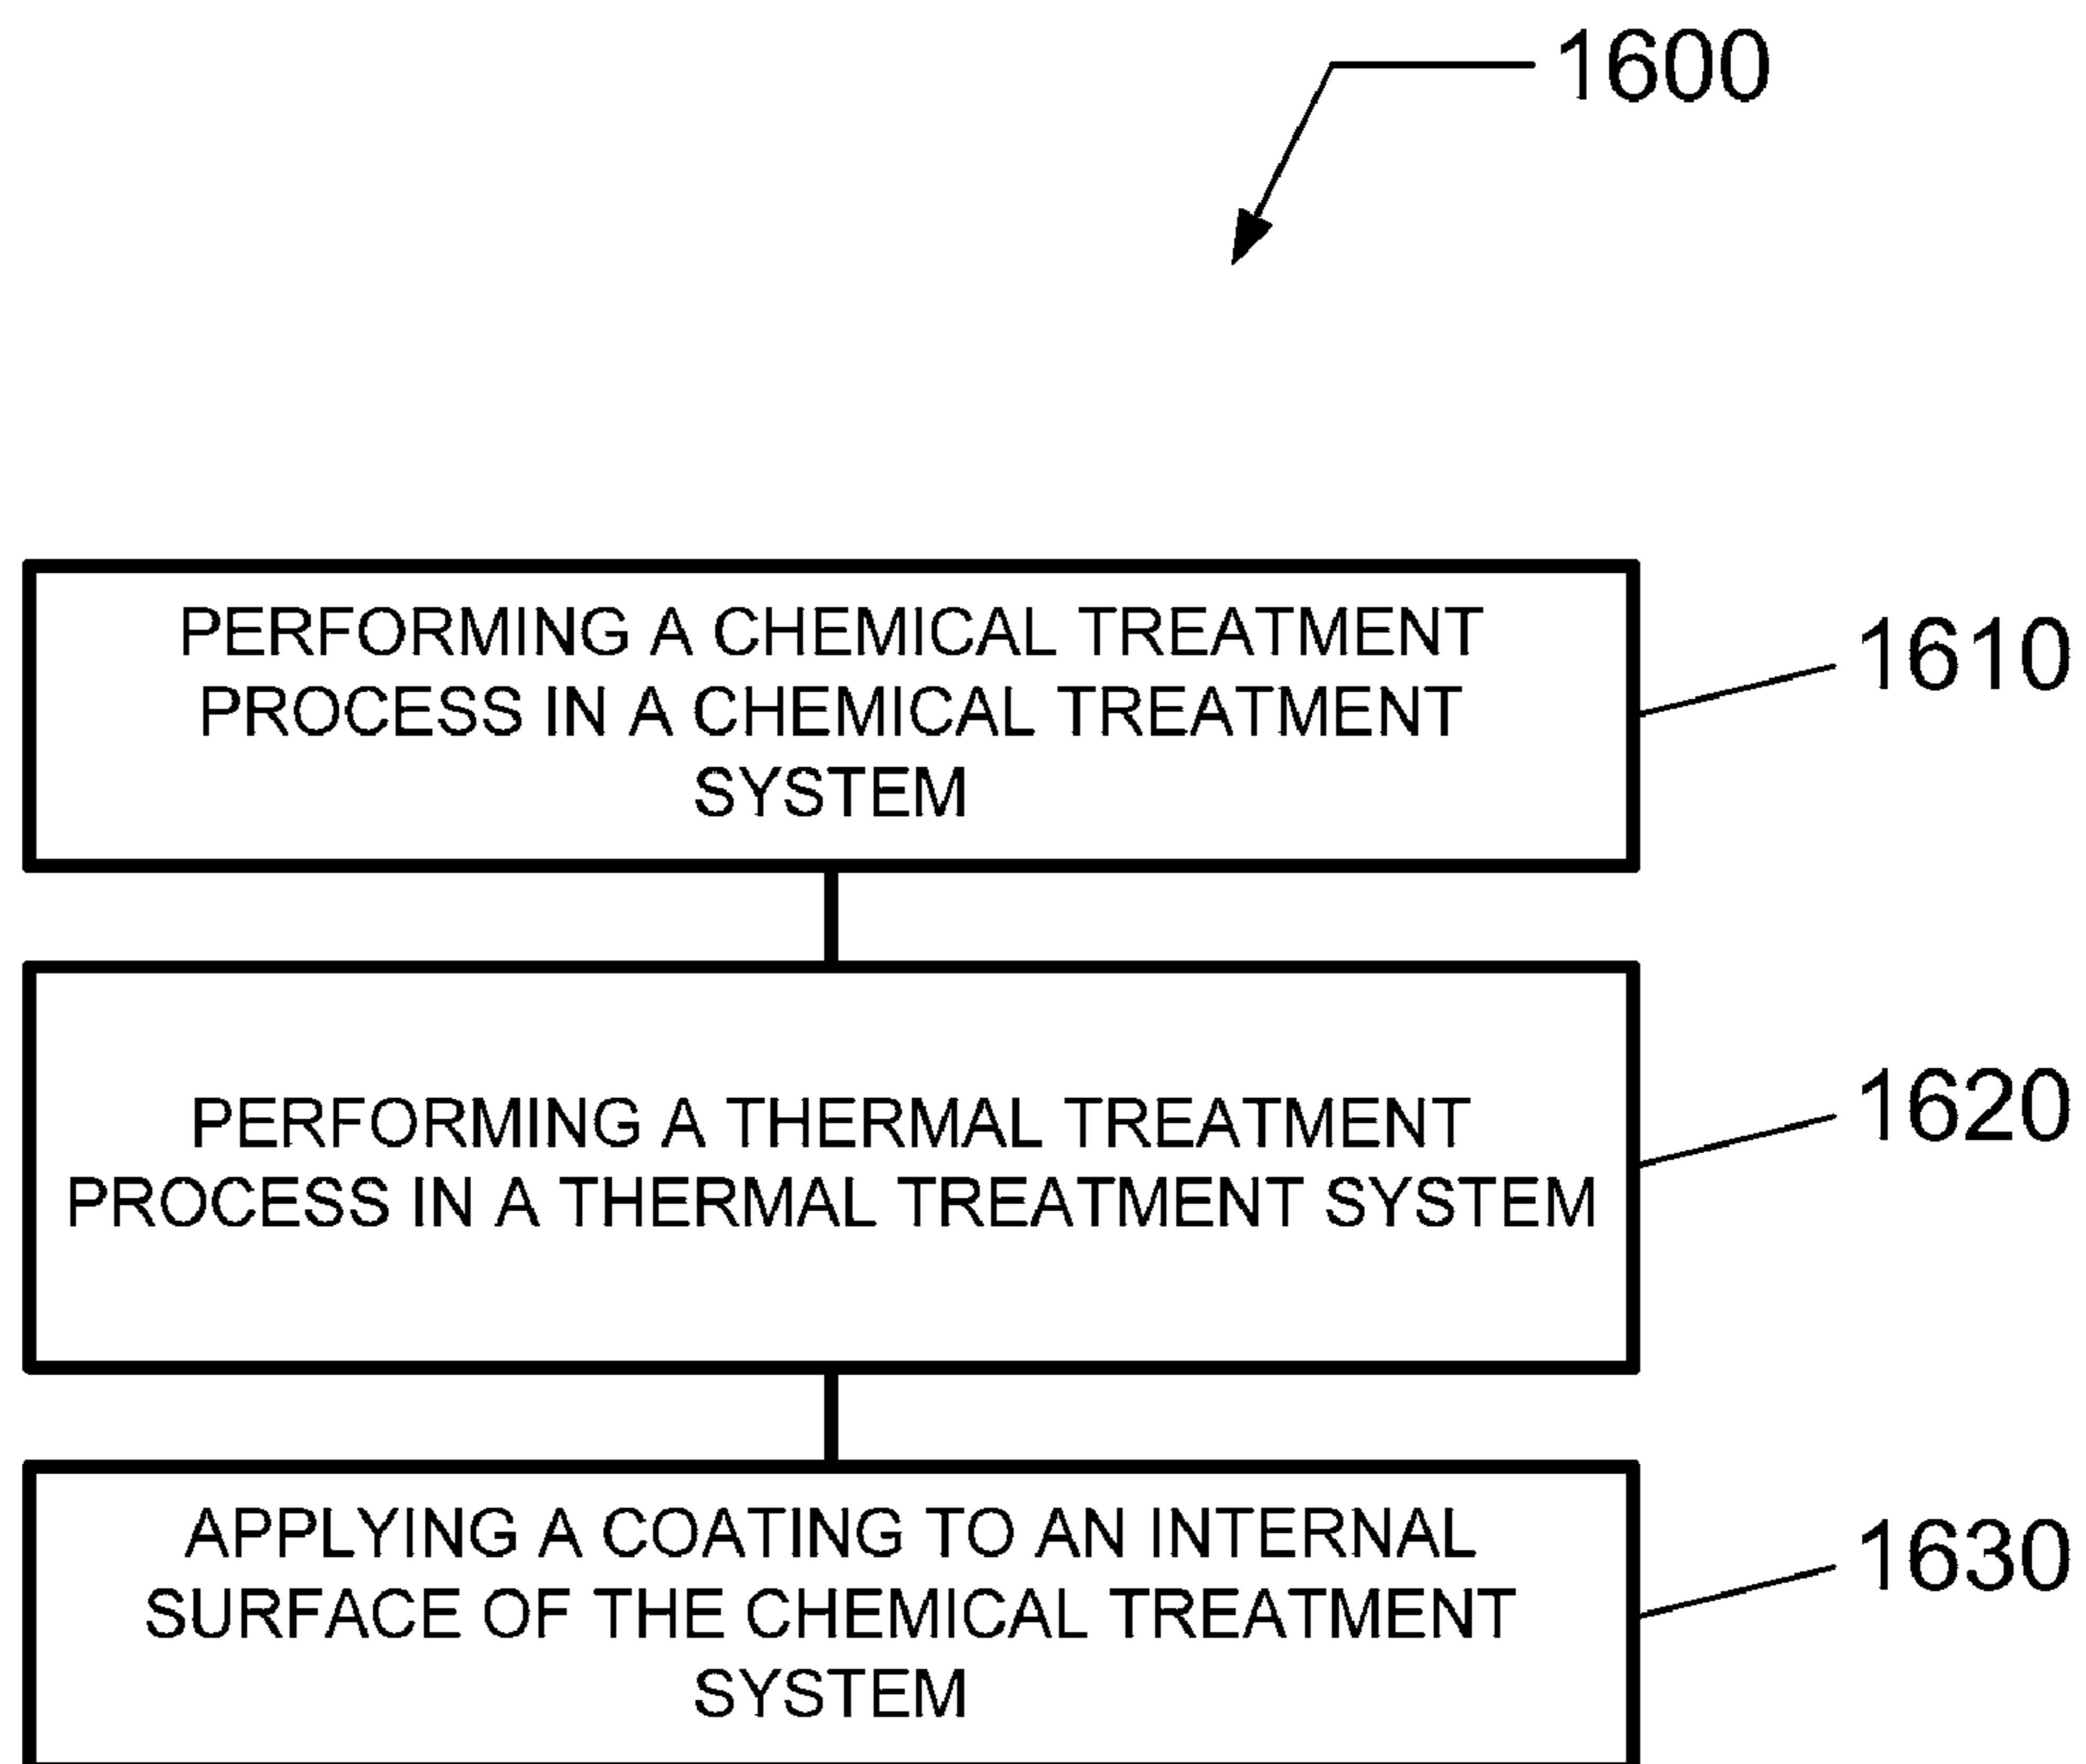 1600
PERFORMING A CHEMICAL TREATMENT
PROCESS IN A CHEMICAL TREATMENT
SYSTEM
1610
PERFORMING A THERMAL TREATMENT
PROCESS IN A THERMAL TREATMENT SYSTEM
1620
APPLYING A COATING TO AN INTERNAL
SURFACE OF THE CHEMICAL TREATMENT
SYSTEM
1630